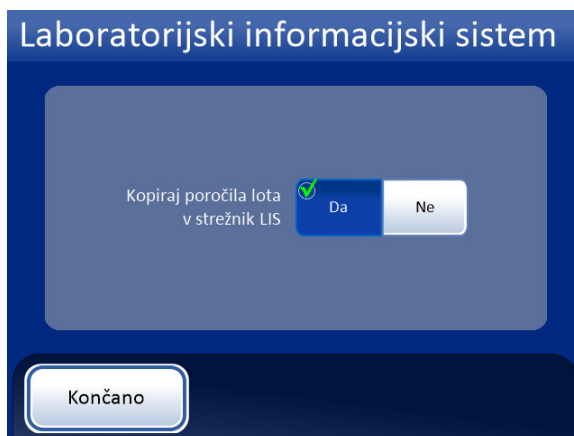 Laboratorijski informacijski sistem
Kopiraj poročila lota
v strežnik LIS
Da
Ne
Končano